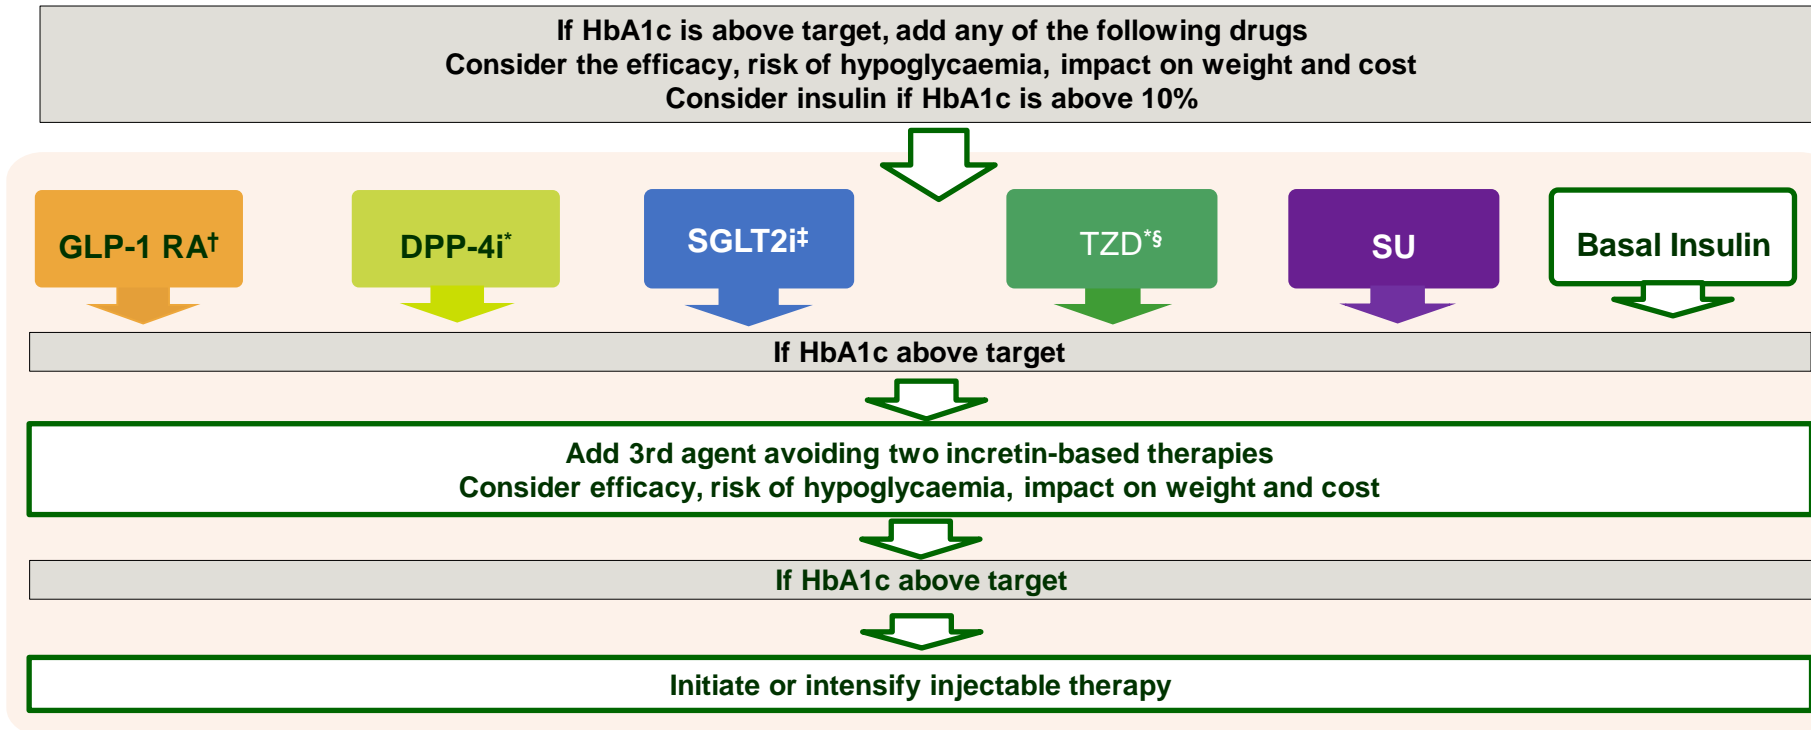 If HbA1c is above target, add any of the following drugs
Consider the efficacy, risk of hypoglycaemia, impact on weight and cost
Consider insulin if HbA1c is above 10%
GLP-1 RA†
DPP-4i*
SGLT2i‡
TZD*§
SU
Basal Insulin
If HbA1c above target
Add 3rd agent avoiding two incretin-based therapies
Consider efficacy, risk of hypoglycaemia, impact on weight and cost
If HbA1c above target
Initiate or intensify injectable therapy